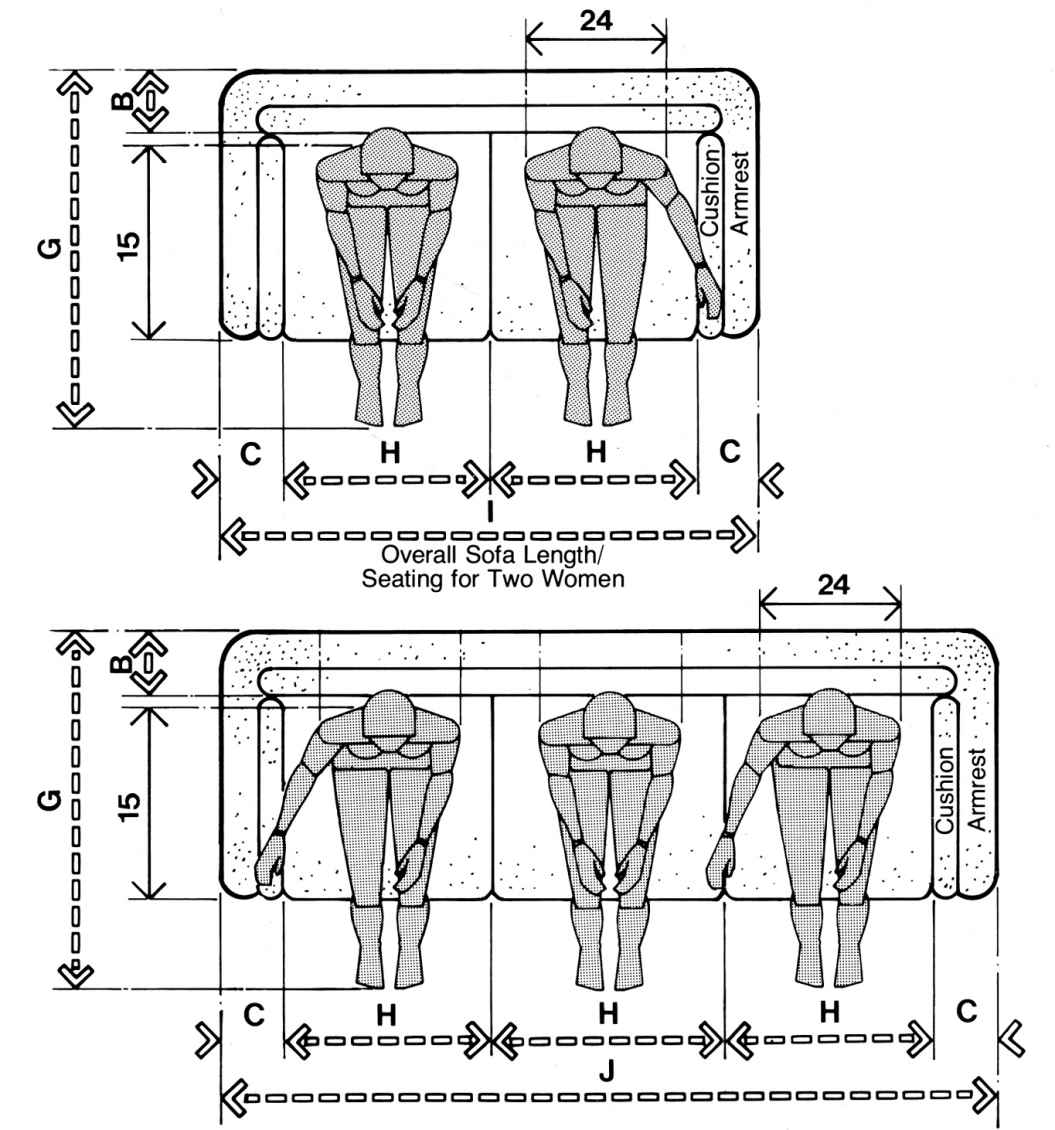 24
B
G
15
Cushion
Armrest
C
H
H
C
I
Overall Sofa Length/
Seating for Two Women
24
B
G
15
Cushion
Armrest
C
H
H
H
C
J